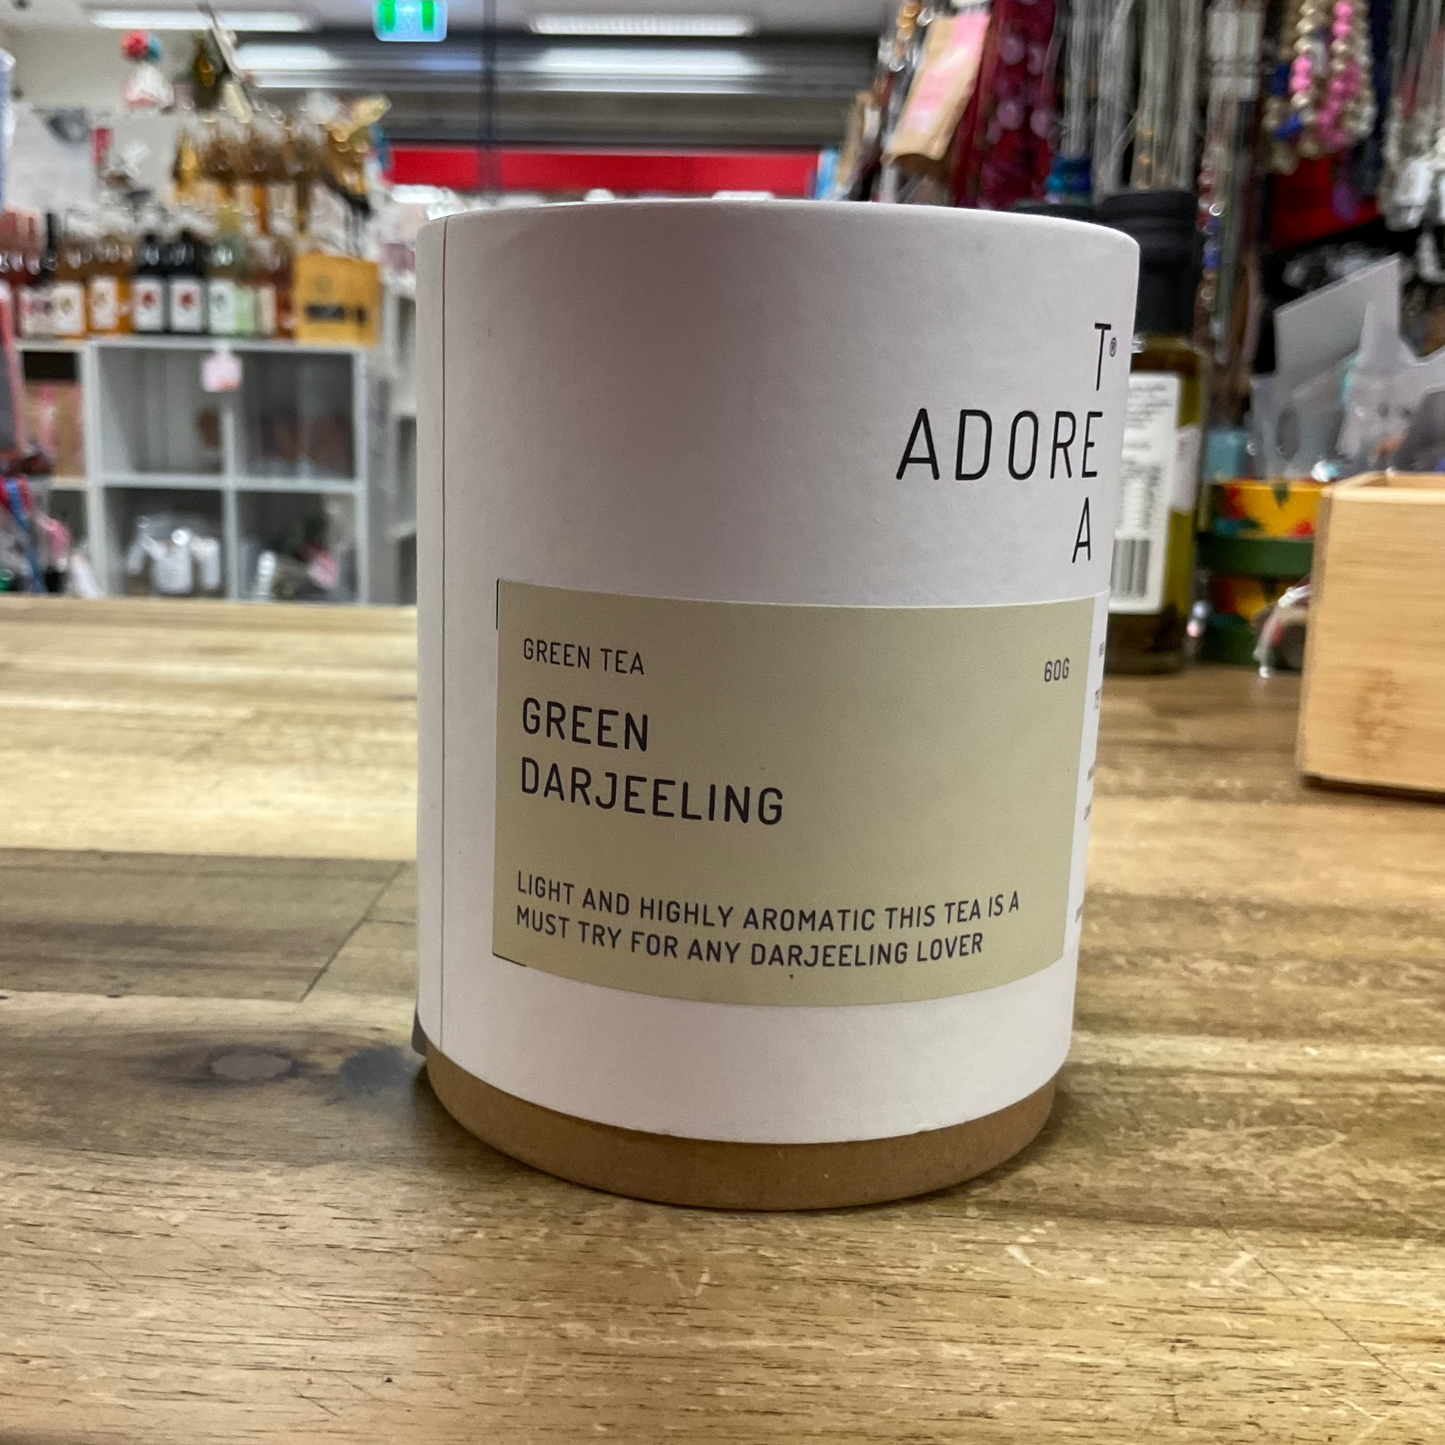 T®
ADORE
A
GREEN TEA
60G
GREEN
DARJEELING
LIGHT AND HIGHLY AROMATIC THIS TEA IS A
MUST TRY FOR ANY DARJEELING LOVER